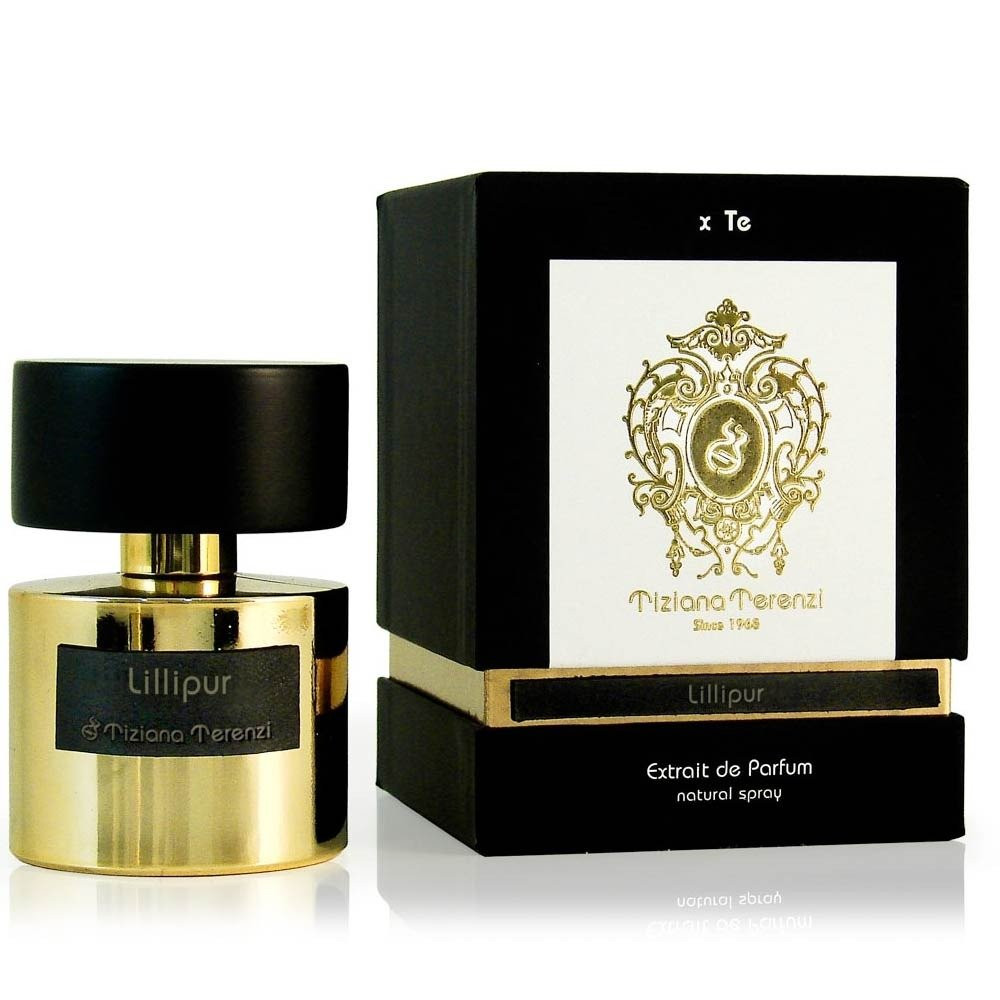 Lillipur
Tiziana Terenzi
x Te
Tiziana Terenzi
Since 1968
Lillipur
Extrait de Parfum
natural spray